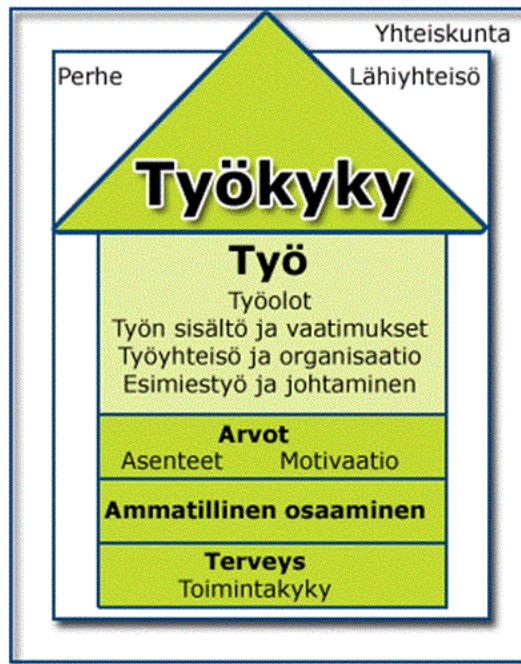 Yhteiskunta
Perhe Lähiyhteisö
Työkyky
Työ
Työolot
Työn sisältö ja vaatimukset
Työyhteisö ja organisaatio
Esimiestyö ja johtaminen
Arvot
Asenteet Motivaatio
Ammatillinen osaaminen
Terveys
Toimintakyky